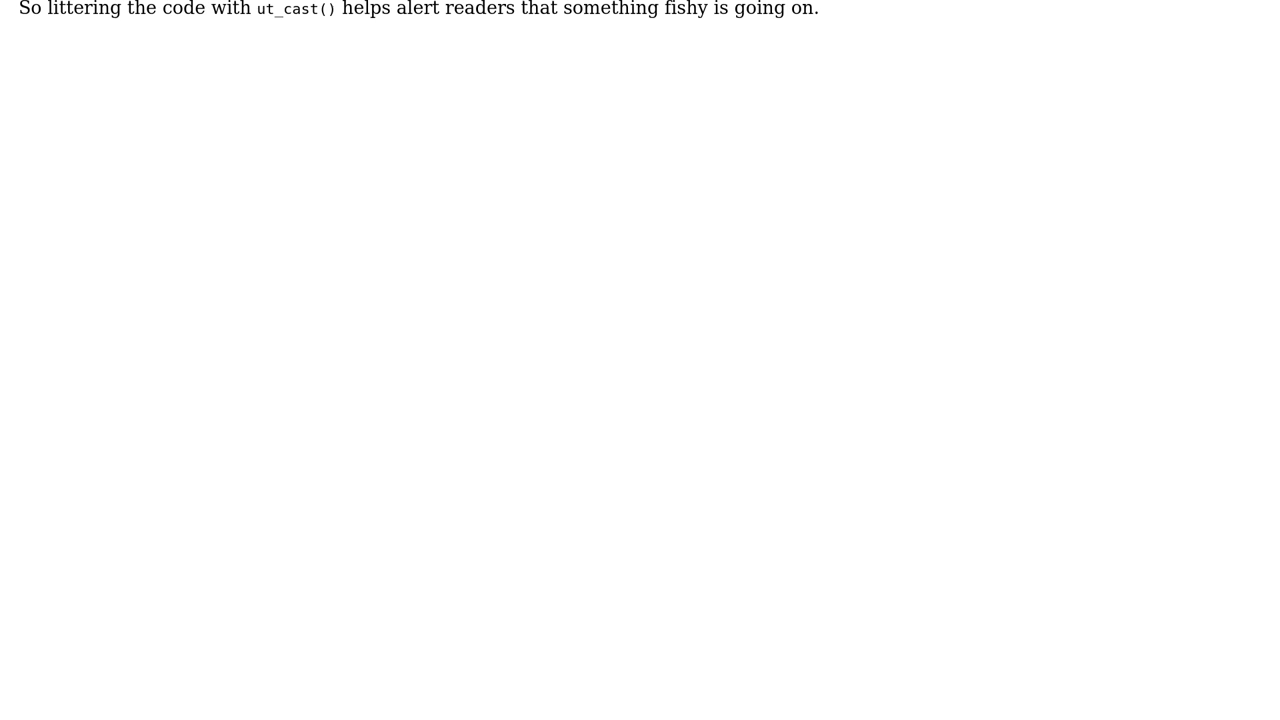 So littering the code with ut_cast() helps alert readers that something fishy is going on.